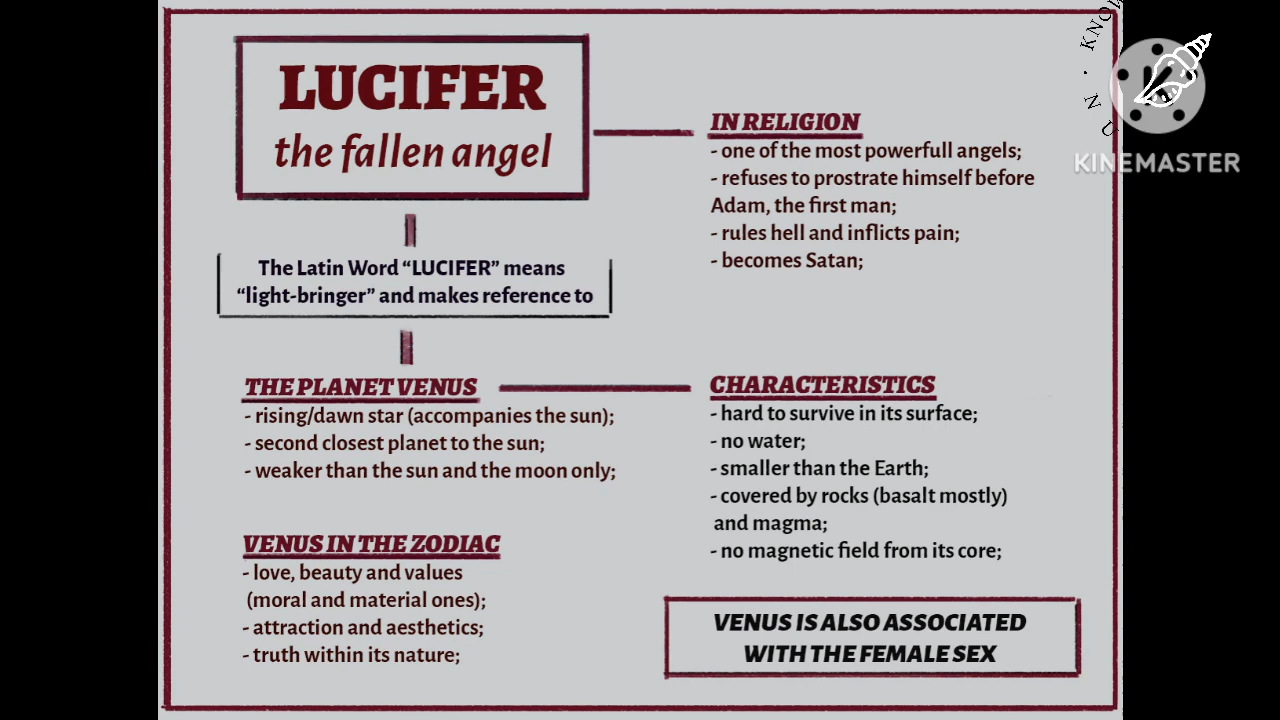 LUCIFER
the fallen angel
IN RELIGION
- one of the most powerfull angels;
- refuses to prostrate himself before
Adam, the first man;
- rules hell and inflicts pain;
- becomes Satan;
The Latin Word “LUCIFER” means
“light-bringer” and makes reference to
THE PLANET VENUS
- rising/dawn star (accompanies the sun);
- second closest planet to the sun;
- weaker than the sun and the moon only;
CHARACTERISTICS
- hard to survive in its surface;
- no water;
- smaller than the Earth;
- covered by rocks (basalt mostly)
and magma;
- no magnetic field from its core;
VENUS IN THE ZODIAC
- love, beauty and values
(moral and material ones);
- attraction and aesthetics;
- truth within its nature;
VENUS IS ALSO ASSOCIATED
WITH THE FEMALE SEX
KINEMASTER